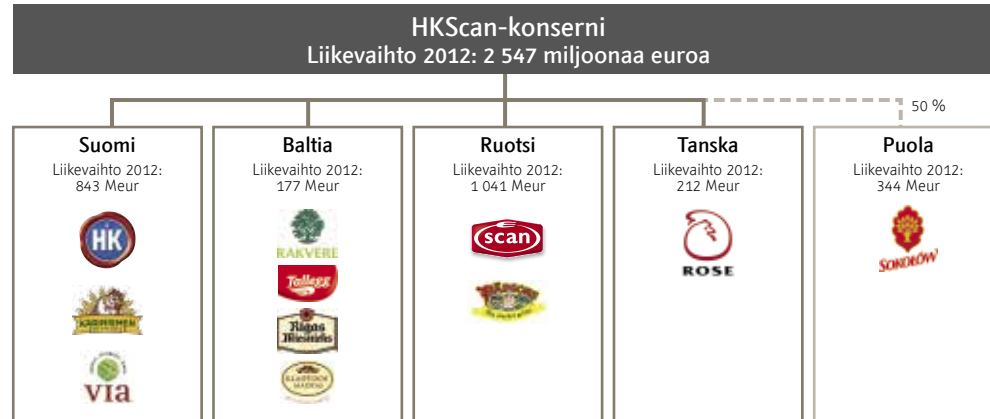 HKScan-konserni
Liikevaihto 2012: 2 547 miljoonaa euroa
50 %
Suomi
Liikevaihto 2012:
843 Meur
HK
KARINIEMEN
VIA
Baltia
Liikevaihto 2012:
177 Meur
RAKVERE
Tallegg
Rigas
Miesnieks
Ruotsi
Liikevaihto 2012:
1 041 Meur
scan
Tanska
Liikevaihto 2012:
212 Meur
ROSE
Puola
Liikevaihto 2012:
344 Meur
SOKOŁÓW